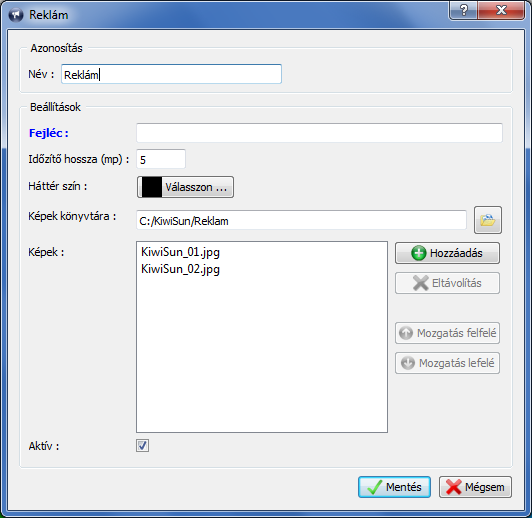 Reklám
Azonosítás
Név : Reklám
Beállítások
Fejléc :
Időzítő hossza (mp) : 5
Háttér szín : Válasszon ...
Képek könyvtára : C:/KiwiSun/Reklam
Képek : KiwiSun_01.jpg Hozzáadás
KiwiSun_02.jpg
Eltávolítás
Mozgatás felfelé
Mozgatás lefelé
Aktív :
Mentés Mégsem